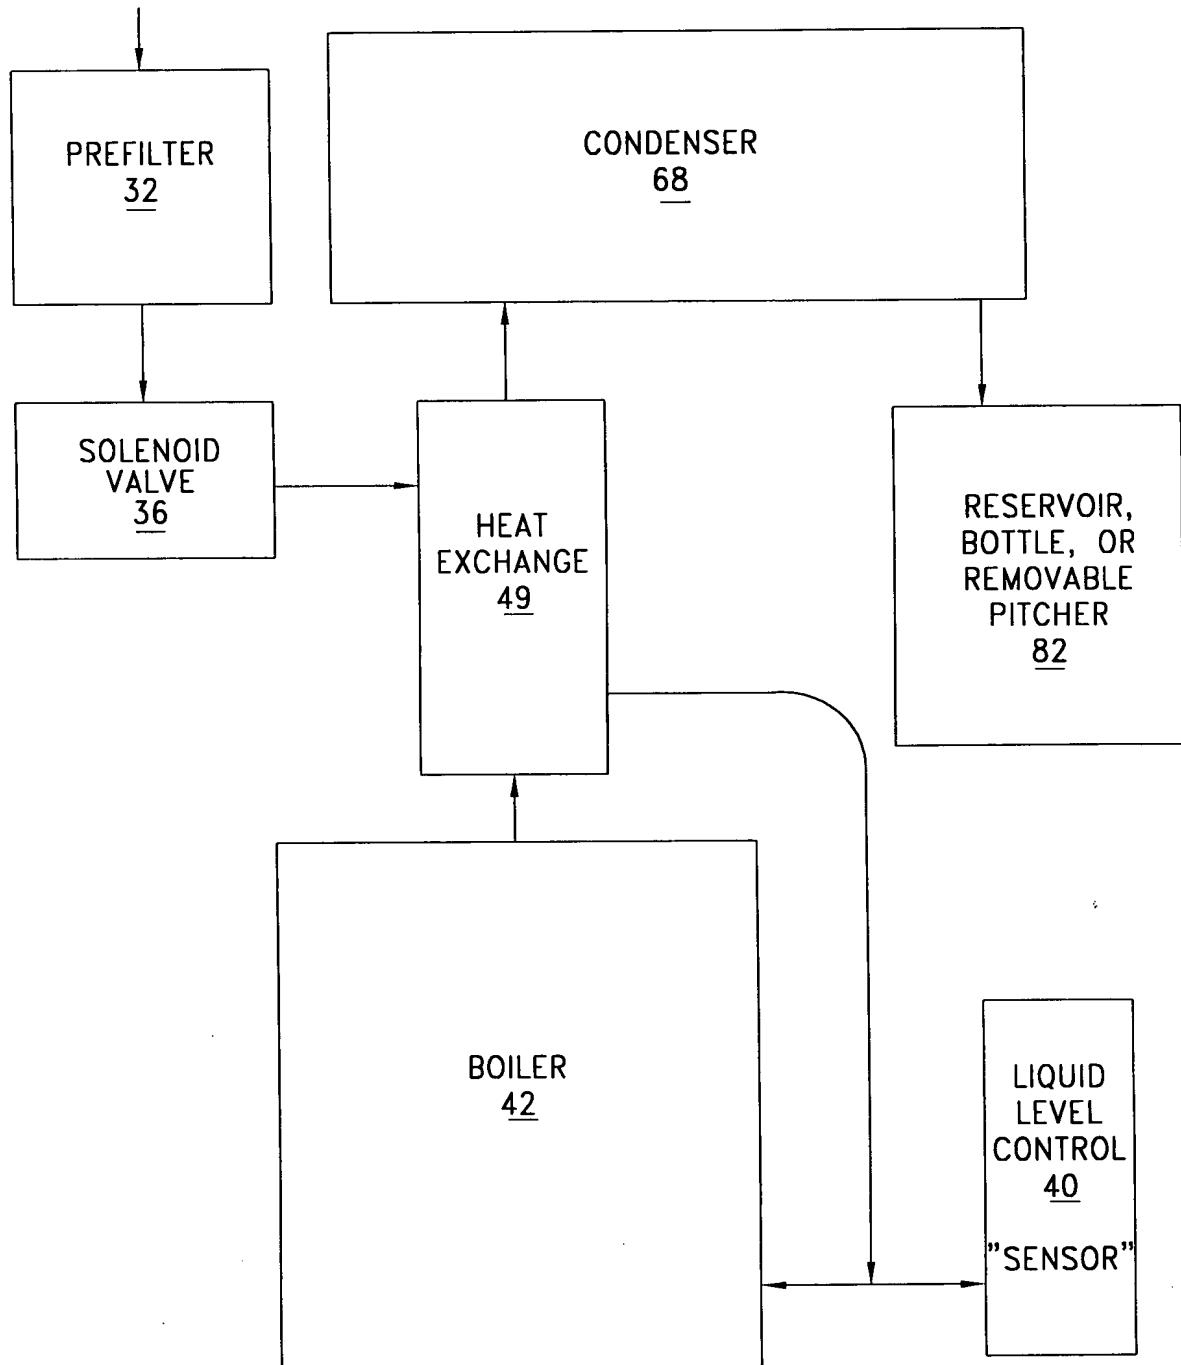 PREFILTER
32
CONDENSER
68
SOLENOID
VALVE
36
HEAT
EXCHANGE
49
RESERVOIR,
BOTTLE, OR
REMOVABLE
PITCHER
82
BOILER
42
LIQUID
LEVEL
CONTROL
40
"SENSOR"